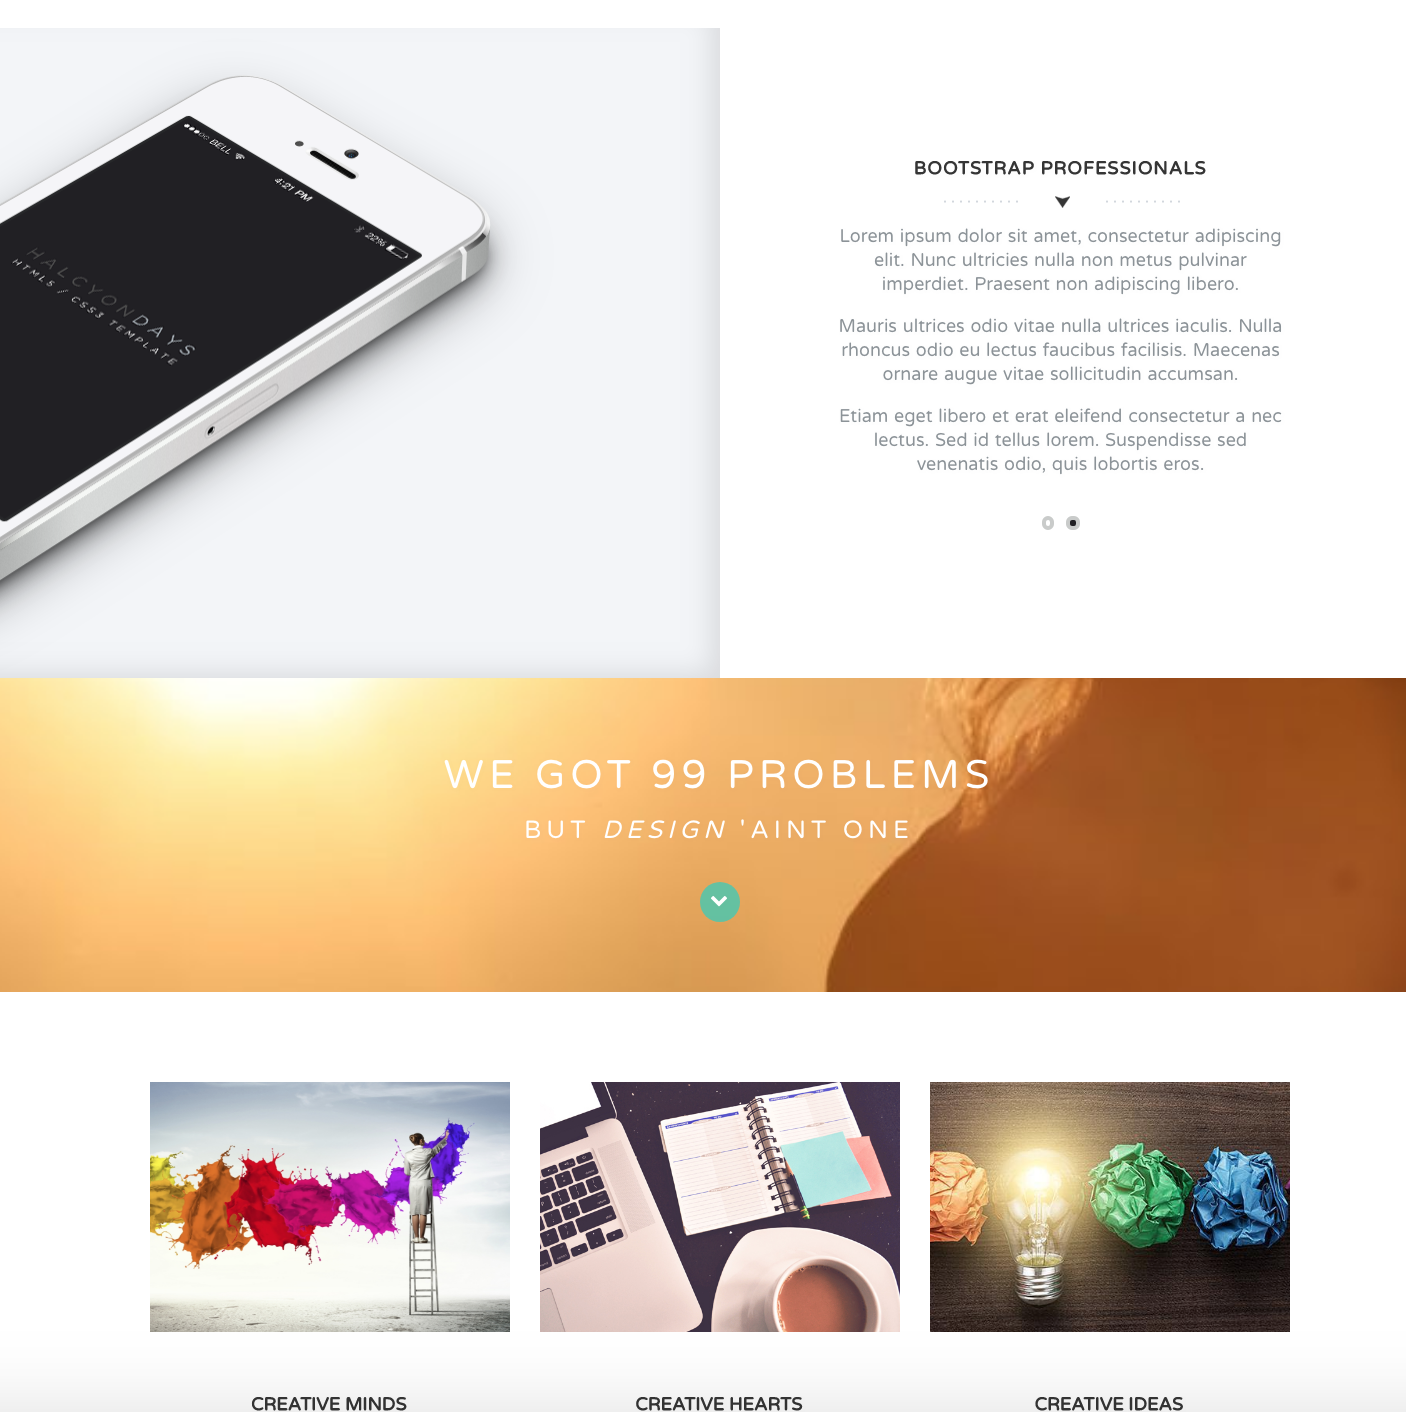 ●●●○○ BELL
4:21 PM
22%
HALCYONDAYS
HTML5 // CSS3 TEMPLATE
BOOTSTRAP PROFESSIONALS
Lorem ipsum dolor sit amet, consectetur adipiscing
elit. Nunc ultricies nulla non metus pulvinar
imperdiet. Praesent non adipiscing libero.
Mauris ultrices odio vitae nulla ultrices iaculis. Nulla
rhoncus odio eu lectus faucibus facilisis. Maecenas
ornare augue vitae sollicitudin accumsan.
Etiam eget libero et erat eleifend consectetur a nec
lectus. Sed id tellus lorem. Suspendisse sed
venenatis odio, quis lobortis eros.
WE GOT 99 PROBLEMS
BUT DESIGN 'AINT ONE
CREATIVE MINDS
CREATIVE HEARTS
CREATIVE IDEAS